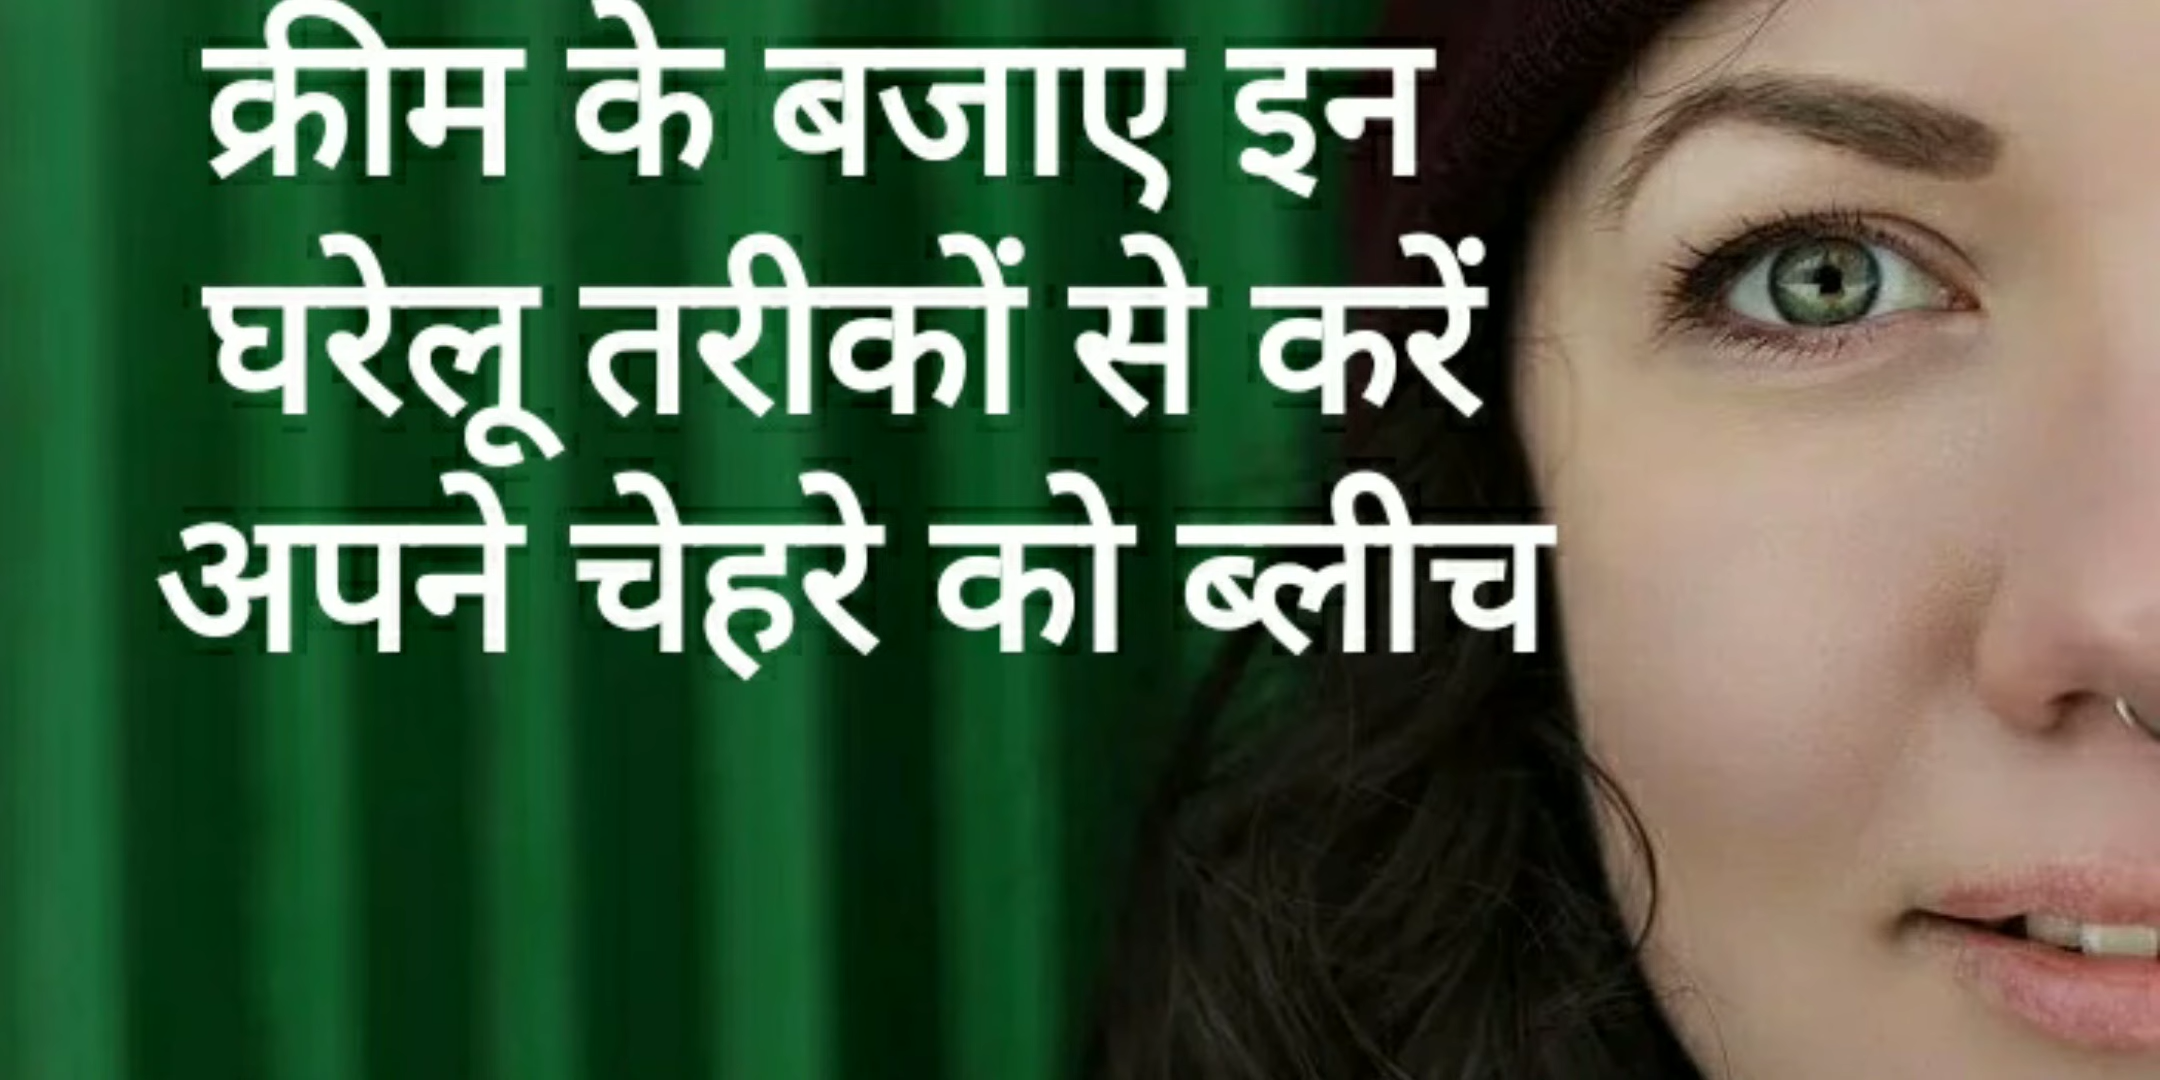 क्रीम के बजाए इन
घरेलू तरीकों से करें
अपने चेहरे को ब्लीच